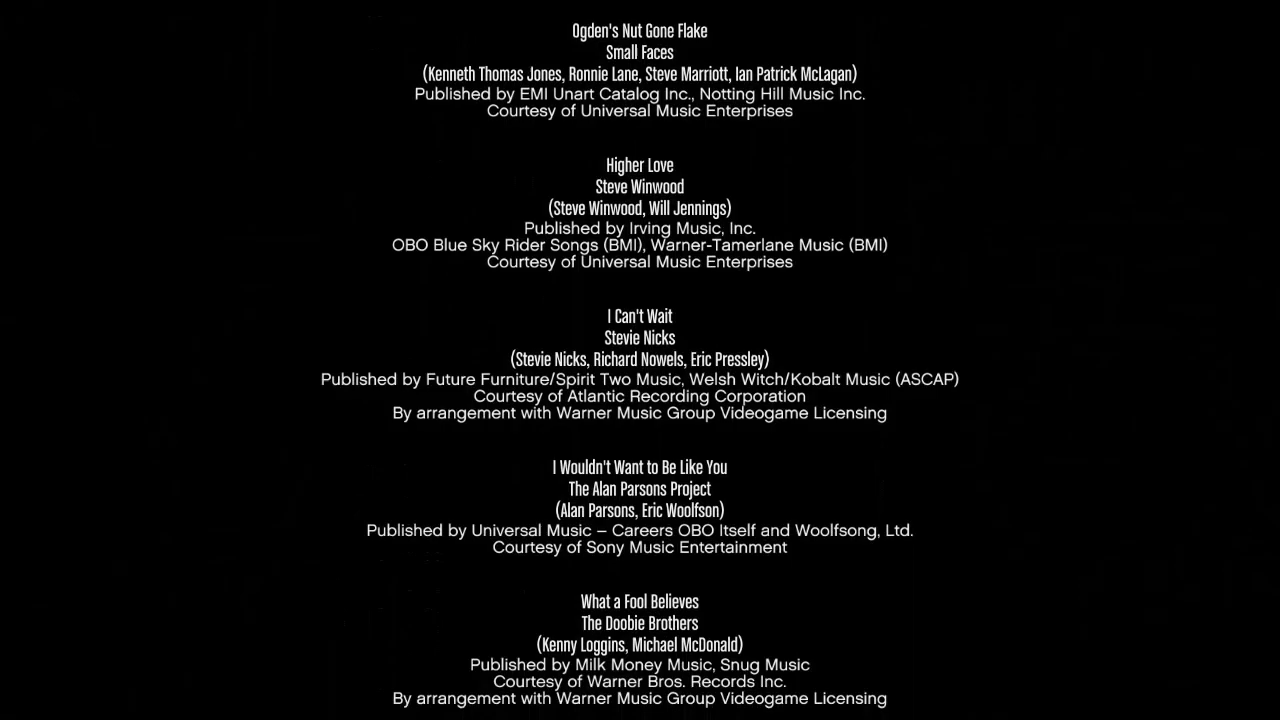 Ogden's Nut Gone Flake
Small Faces
(Kenneth Thomas Jones, Ronnie Lane, Steve Marriott, Ian Patrick McLagan)
Published by EMI Unart Catalog Inc., Notting Hill Music Inc.
Courtesy of Universal Music Enterprises
Higher Love
Steve Winwood
(Steve Winwood, Will Jennings)
Published by Irving Music, Inc.
OBO Blue Sky Rider Songs (BMI), Warner-Tamerlane Music (BMI)
Courtesy of Universal Music Enterprises
I Can't Wait
Stevie Nicks
(Stevie Nicks, Richard Nowels, Eric Pressley)
Published by Future Furniture/Spirit Two Music, Welsh Witch/Kobalt Music (ASCAP)
Courtesy of Atlantic Recording Corporation
By arrangement with Warner Music Group Videogame Licensing
I Wouldn't Want to Be Like You
The Alan Parsons Project
(Alan Parsons, Eric Woolfson)
Published by Universal Music – Careers OBO Itself and Woolfsong, Ltd.
Courtesy of Sony Music Entertainment
What a Fool Believes
The Doobie Brothers
(Kenny Loggins, Michael McDonald)
Published by Milk Money Music, Snug Music
Courtesy of Warner Bros. Records Inc.
By arrangement with Warner Music Group Videogame Licensing